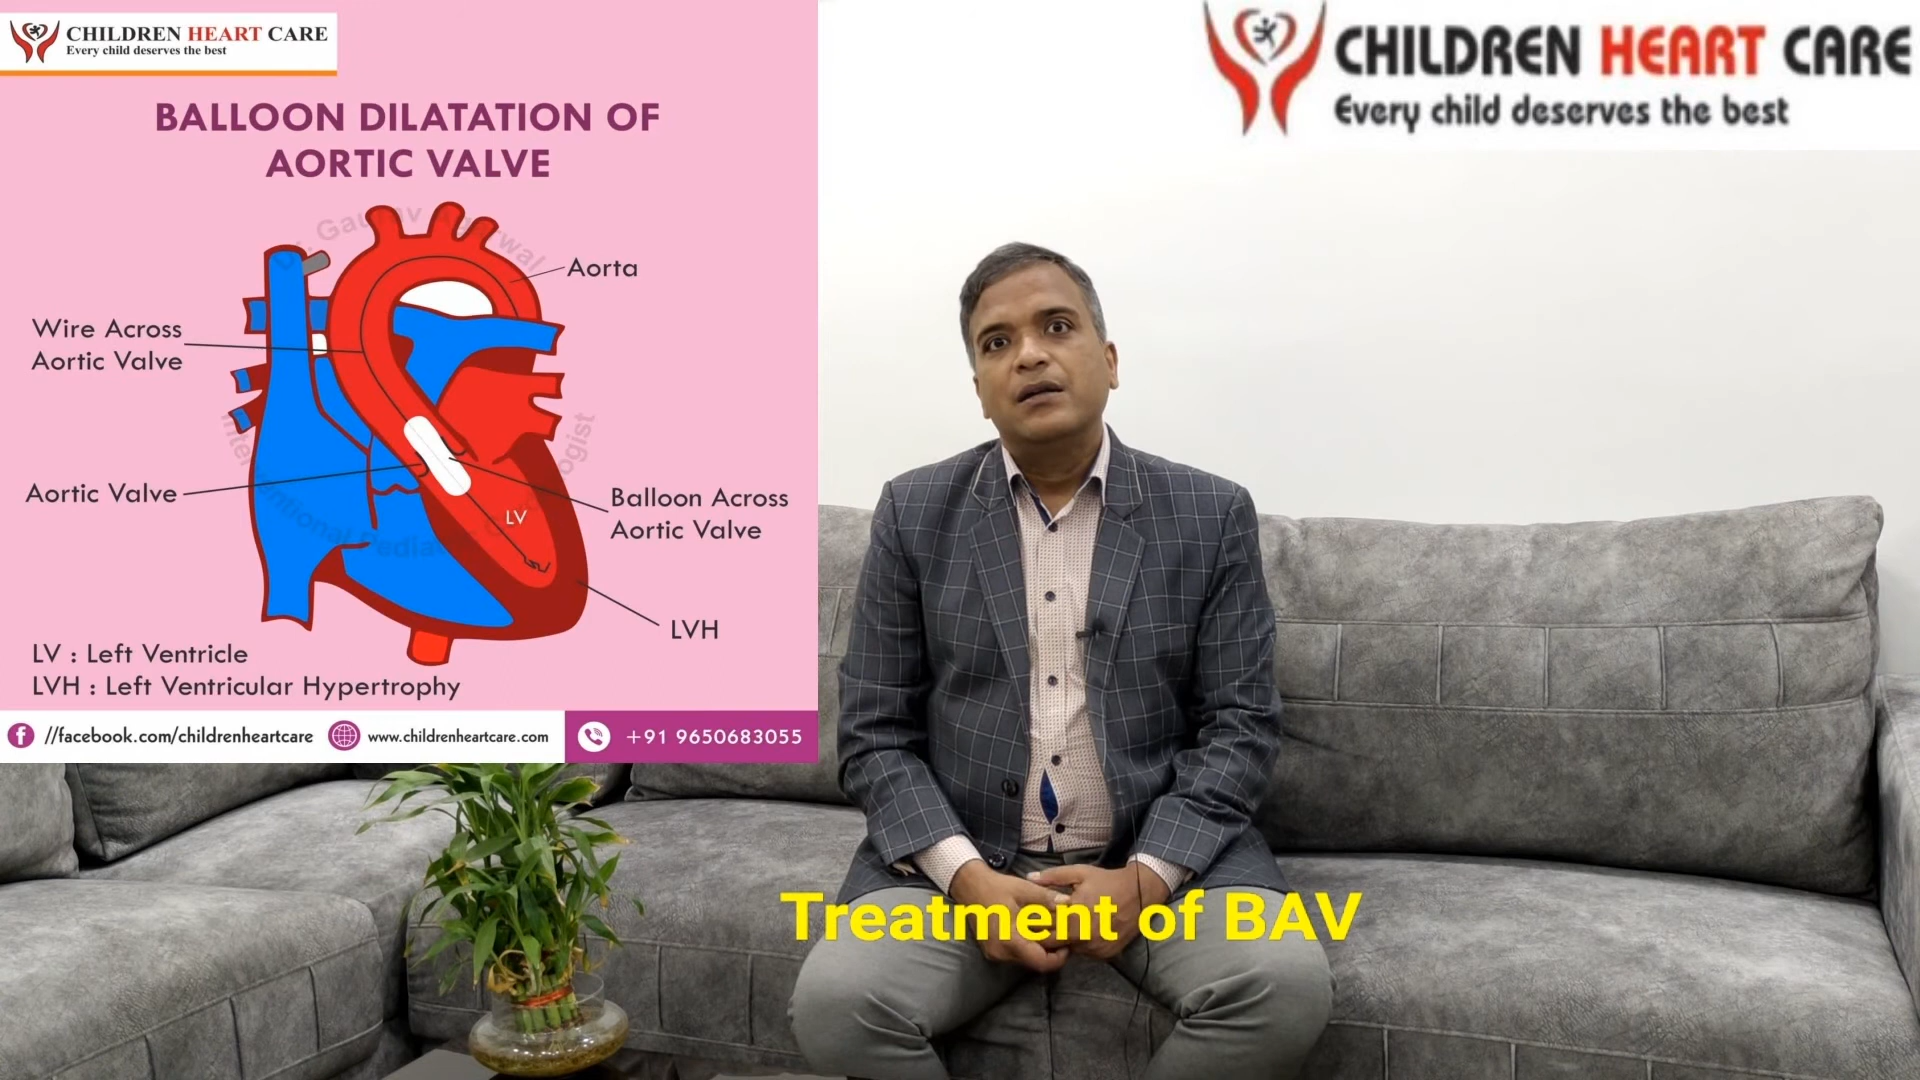 CHILDREN HEART CARE
Every child deserves the best
BALLOON DILATATION OF
AORTIC VALVE
Aorta
Wire Across
Aortic Valve
Aortic Valve
Balloon Across
Aortic Valve
LV
LVH
LV : Left Ventricle
LVH : Left Ventricular Hypertrophy
//facebook.com/childrenheartcare
www.childrenheartcare.com
+91 9650683055
CHILDREN HEART CARE
Every child deserves the best
Treatment of BAV